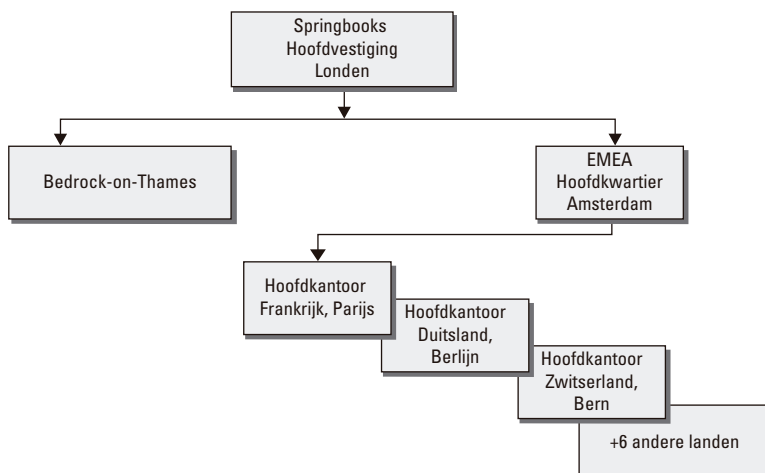 Springbooks
Hoofdvestiging
Londen
Bedrock-on-Thames
EMEA
Hoofdkwartier
Amsterdam
Hoofdkantoor
Frankrijk, Parijs
Hoofdkantoor
Duitsland,
Berlijn
Hoofdkantoor
Zwitserland,
Bern
+6 andere landen